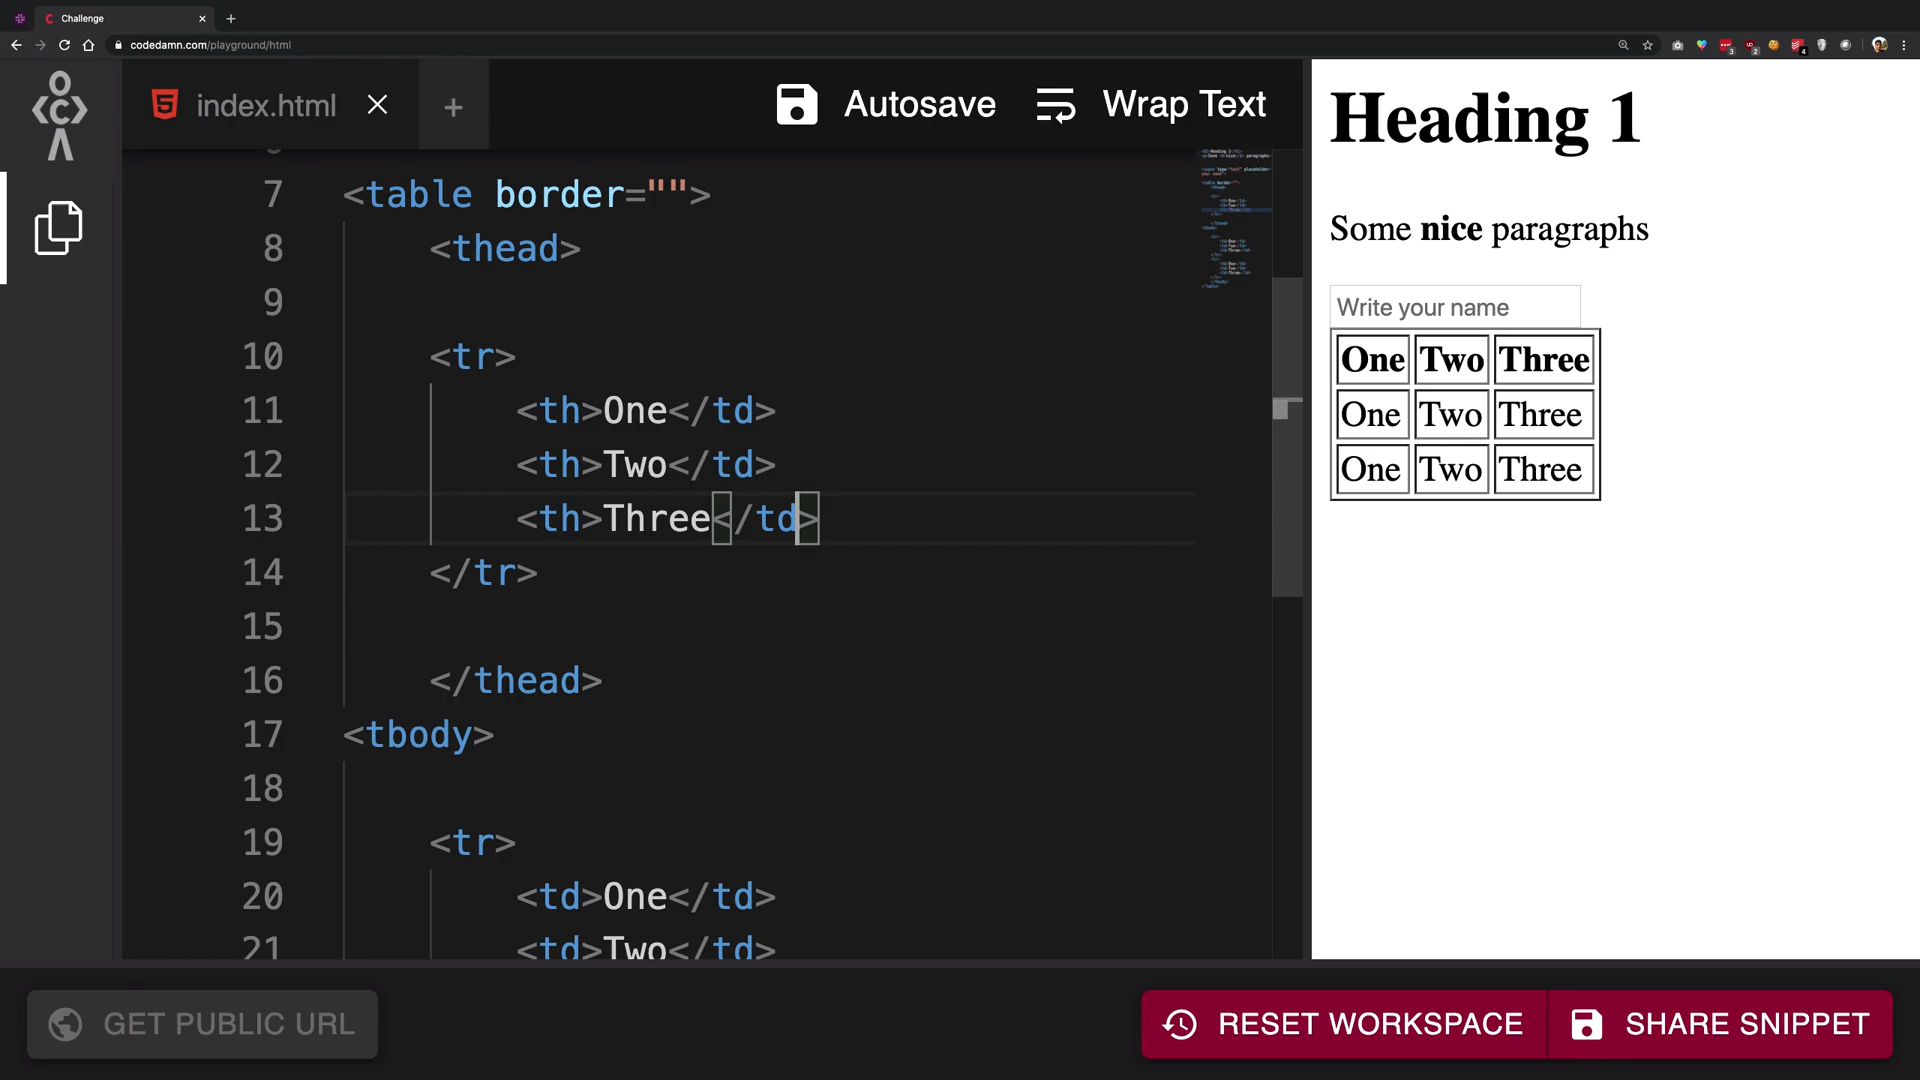 Challenge
codedamn.com/playground/html
index.html
Autosave
Wrap Text
7 <table border="">
8 <thead>
9
10 <tr>
11 <th>One</td>
12 <th>Two</td>
13 <th>Three</td>
14 </tr>
15
16 </thead>
17 <tbody>
18
19 <tr>
20 <td>One</td>
21 <td>Two</td>
Heading 1
Some nice paragraphs
Write your name
One Two Three
One Two Three
One Two Three
GET PUBLIC URL
RESET WORKSPACE
SHARE SNIPPET